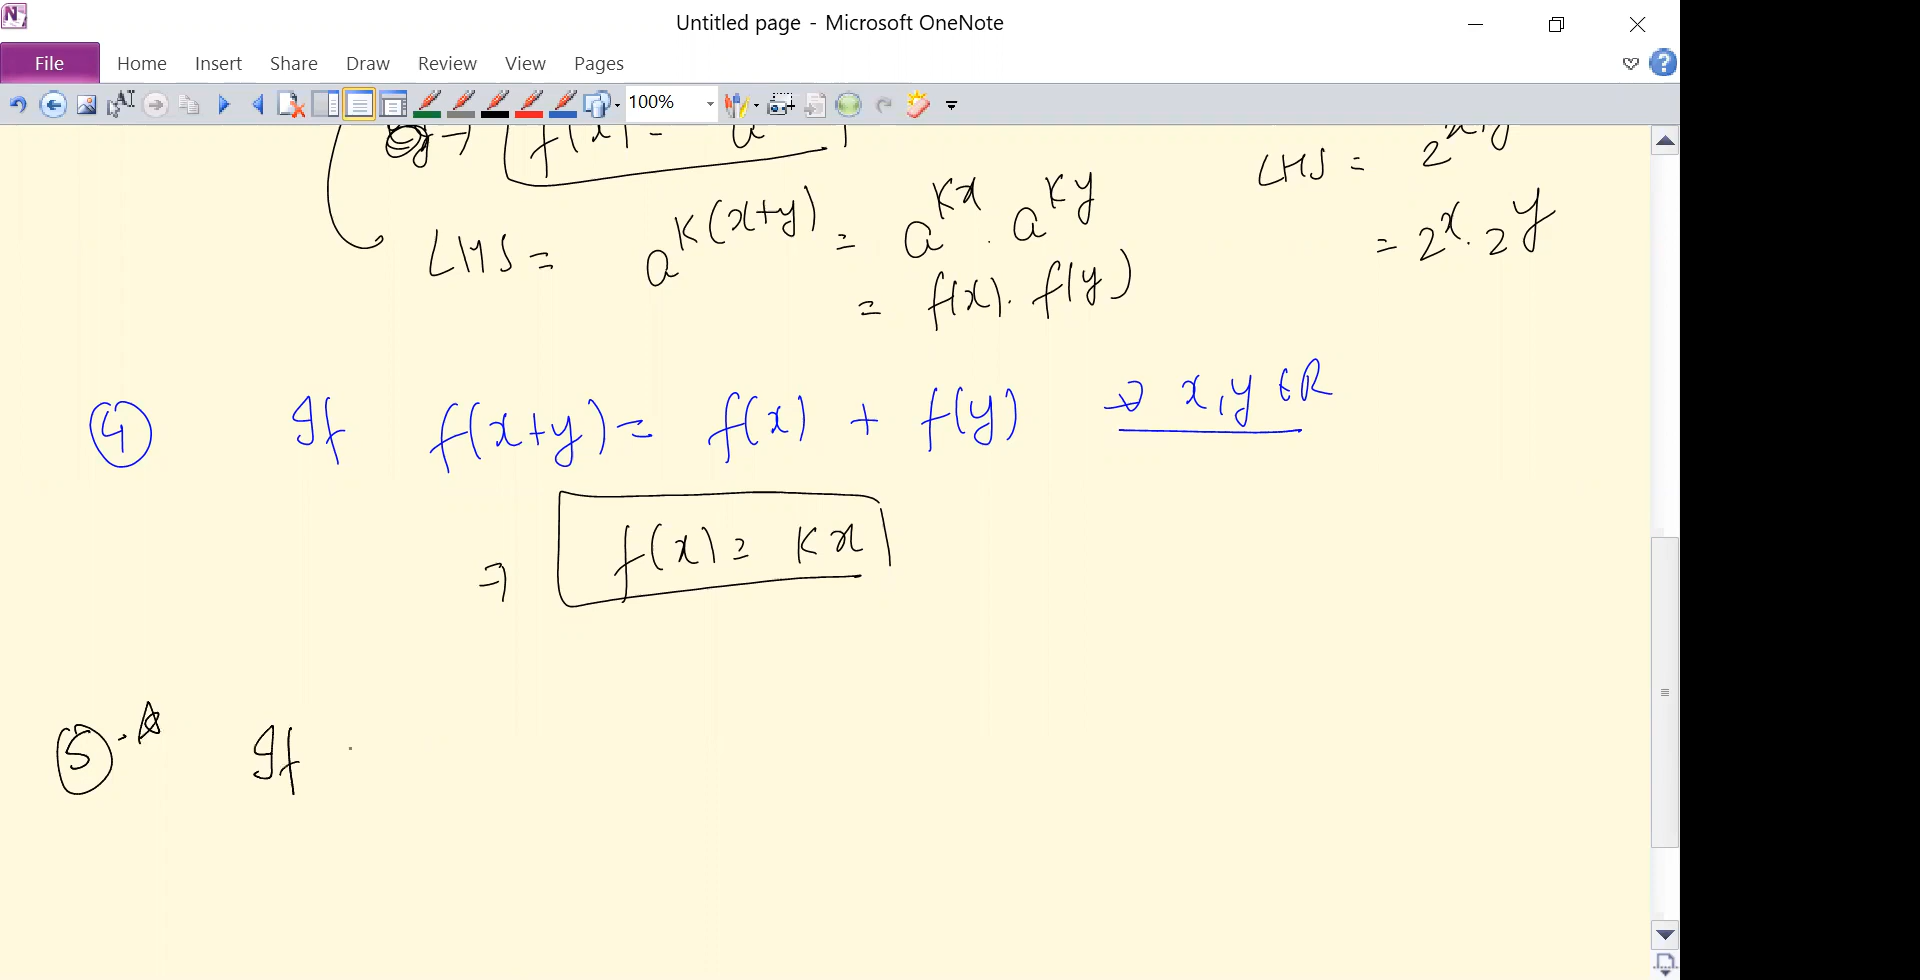 Untitled page - Microsoft OneNote
File Home Insert Share Draw Review View Pages
100%
f(x) = a
LHS = 2^{x+y}
LHS = a^{K(x+y)} = a^{Kx} . a^{Ky}
= 2^x . 2^y
= f(x) . f(y)
④ If f(x+y) = f(x) + f(y) → x, y ∈ R
⇒ f(x) = Kx
⑤ . ☆ If